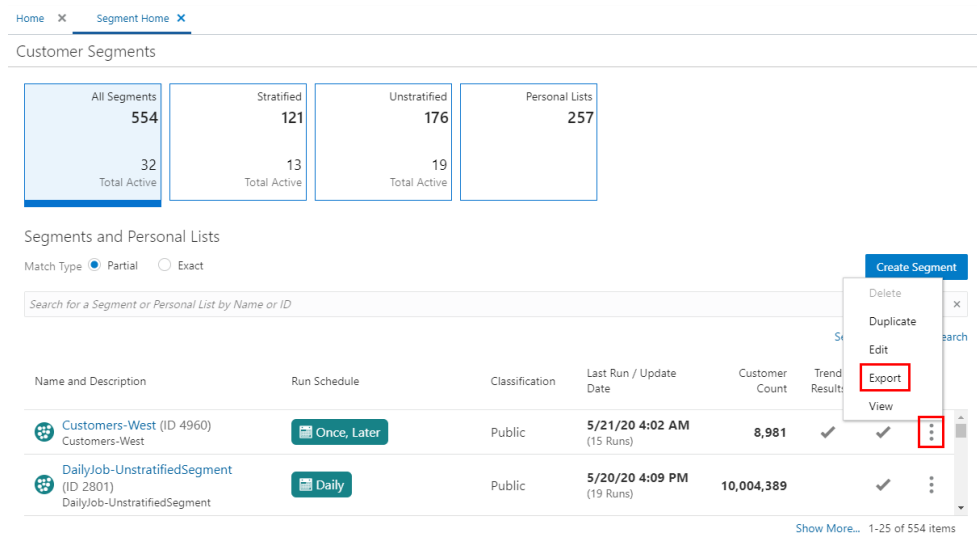 Home ✕ Segment Home ✕
Customer Segments
All Segments
554
32
Total Active
Stratified
121
13
Total Active
Unstratified
176
19
Total Active
Personal Lists
257
Segments and Personal Lists
Match Type Partial Exact
Create Segment
Search for a Segment or Personal List by Name or ID
Delete
Duplicate
Edit
Export
View
Name and Description
Run Schedule
Classification
Last Run / Update
Date
Customer
Count
Trend
Results
Customers-West (ID 4960)
Customers-West
Once, Later
Public
5/21/20 4:02 AM
(15 Runs)
8,981
DailyJob-UnstratifiedSegment
(ID 2801)
DailyJob-UnstratifiedSegment
Daily
Public
5/20/20 4:09 PM
(19 Runs)
10,004,389
Show More... 1-25 of 554 items